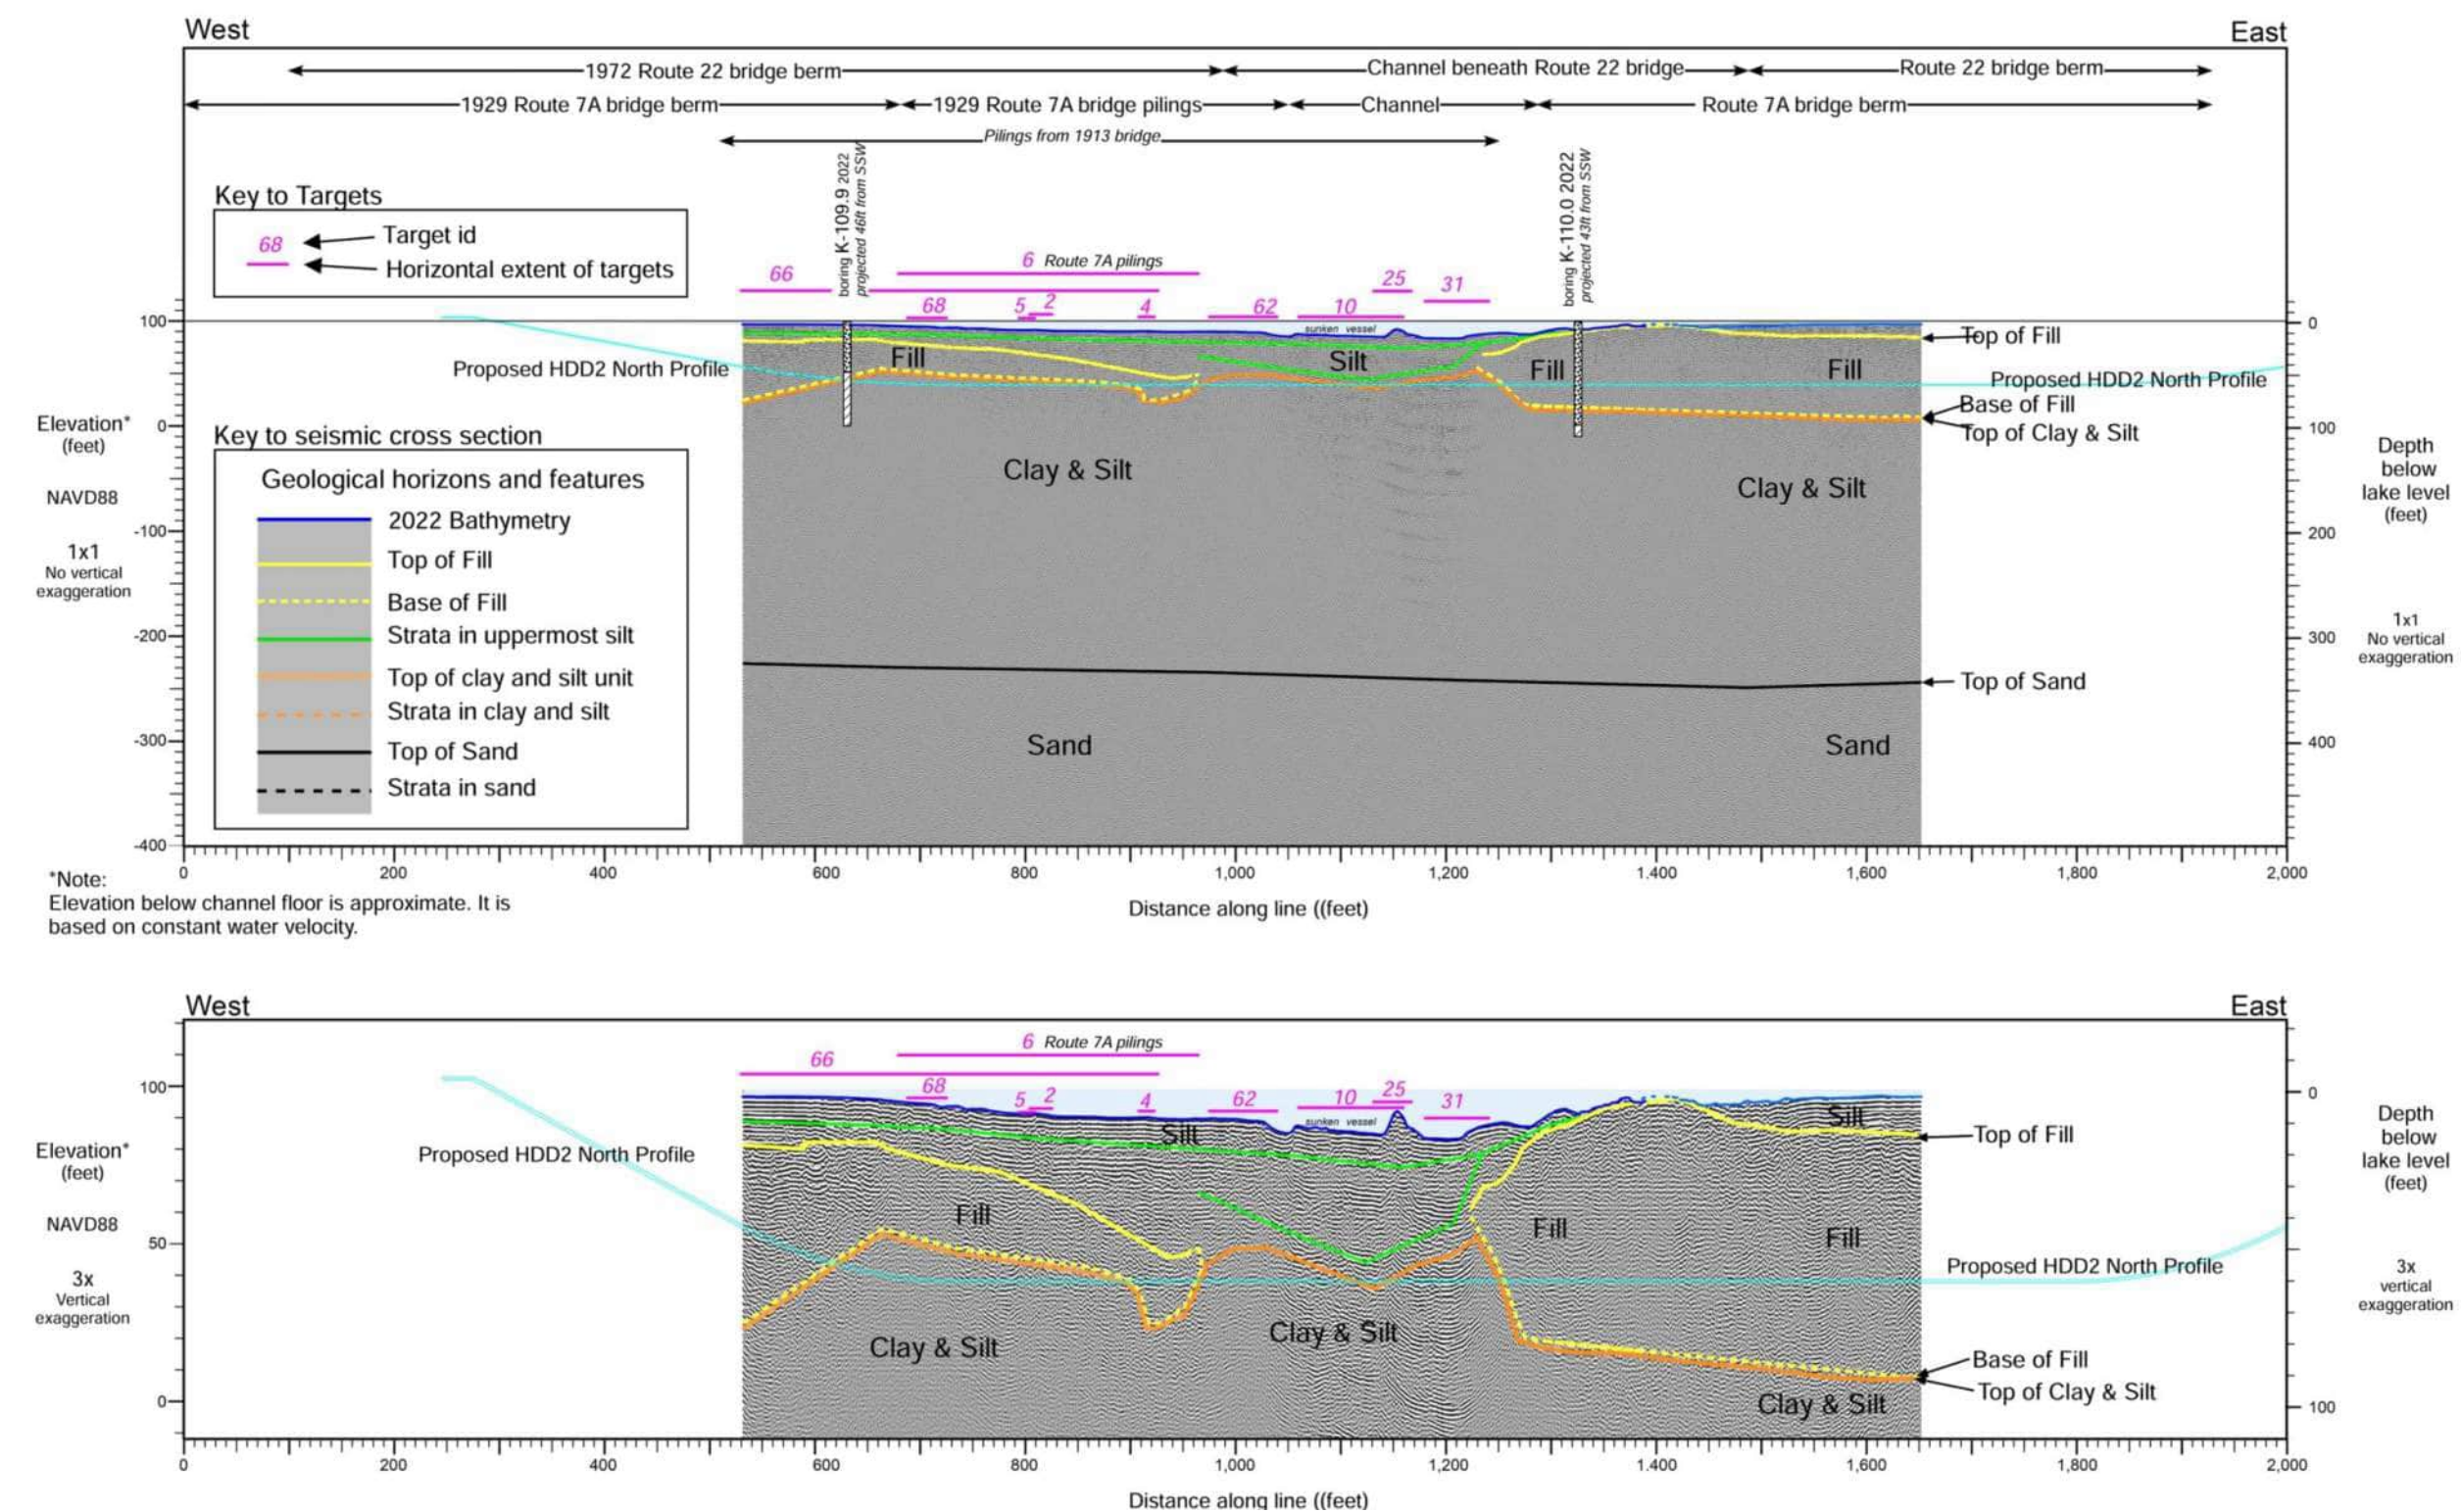 West
East
1972 Route 22 bridge berm
Channel beneath Route 22 bridge
Route 22 bridge berm
1929 Route 7A bridge berm
1929 Route 7A bridge pilings
Channel
Route 7A bridge berm
Pilings from 1913 bridge
boring K-109.9 2022
projected 46ft from SSW
boring K-110.0 2022
projected 43ft from SSW
Key to Targets
68
Target id
Horizontal extent of targets
6 Route 7A pilings
66
25
31
68
5
2
4
62
10
sunken vessel
100
0
-100
-200
-300
-400
0
100
200
300
400
Proposed HDD2 North Profile
Fill
Silt
Fill
Fill
Top of Fill
Proposed HDD2 North Profile
Base of Fill
Top of Clay & Silt
Elevation*
(feet)
NAVD88
1x1
No vertical
exaggeration
Depth
below
lake level
(feet)
1x1
No vertical
exaggeration
Key to seismic cross section
Geological horizons and features
2022 Bathymetry
Top of Fill
Base of Fill
Strata in uppermost silt
Top of clay and silt unit
Strata in clay and silt
Top of Sand
Strata in sand
Clay & Silt
Clay & Silt
Top of Sand
Sand
Sand
0 200 400 600 800 1,000 1,200 1.400 1,600 1,800 2,000
Distance along line ((feet)
*Note:
Elevation below channel floor is approximate. It is
based on constant water velocity.
West
East
6 Route 7A pilings
66
68
5
2
4
62
10
25
31
sunken vessel
100
50
0
0
100
Proposed HDD2 North Profile
Silt
Silt
Top of Fill
Fill
Fill
Fill
Proposed HDD2 North Profile
Clay & Silt
Clay & Silt
Base of Fill
Top of Clay & Silt
Clay & Silt
Elevation*
(feet)
NAVD88
3x
Vertical
exaggeration
Depth
below
lake level
(feet)
3x
vertical
exaggeration
0 200 400 600 800 1,000 1,200 1.400 1,600 1,800 2,000
Distance along line ((feet)